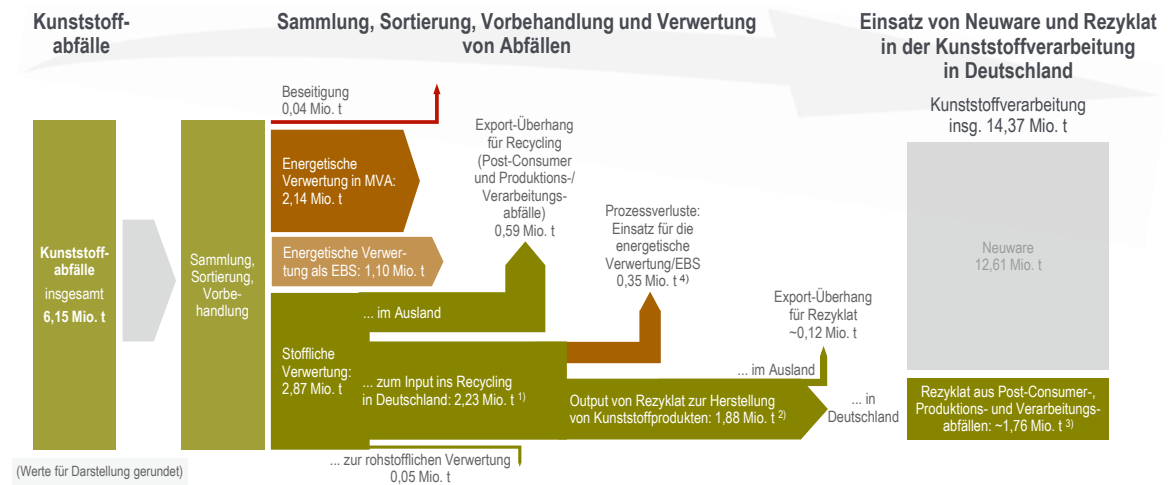 Kunststoff-
abfälle
Sammlung, Sortierung, Vorbehandlung und Verwertung
von Abfällen
Einsatz von Neuware und Rezyklat
in der Kunststoffverarbeitung
in Deutschland
Kunststoffverarbeitung
insg. 14,37 Mio. t
Beseitigung
0,04 Mio. t
Export-Überhang
für Recycling
(Post-Consumer
und Produktions-/
Verarbeitungs-
abfälle)
0,59 Mio. t
Energetische
Verwertung in MVA:
2,14 Mio. t
Prozessverluste:
Einsatz für die
energetische
Verwertung/EBS
0,35 Mio. t 4)
Kunststoff-
abfälle
insgesamt
6,15 Mio. t
Sammlung,
Sortierung,
Vorbe-
handlung
Energetische Verwer-
tung als EBS: 1,10 Mio. t
Neuware
12,61 Mio. t
Export-Überhang
für Rezyklat
~0,12 Mio. t
... im Ausland
Stoffliche
Verwertung:
2,87 Mio. t
... zum Input ins Recycling
in Deutschland: 2,23 Mio. t 1)
... im Ausland
Output von Rezyklat zur Herstellung
von Kunststoffprodukten: 1,88 Mio. t 2)
... in
Deutschland
Rezyklat aus Post-Consumer-,
Produktions- und Verarbeitungs-
abfällen: ~1,76 Mio. t 3)
... zur rohstofflichen Verwertung
0,05 Mio. t
(Werte für Darstellung gerundet)